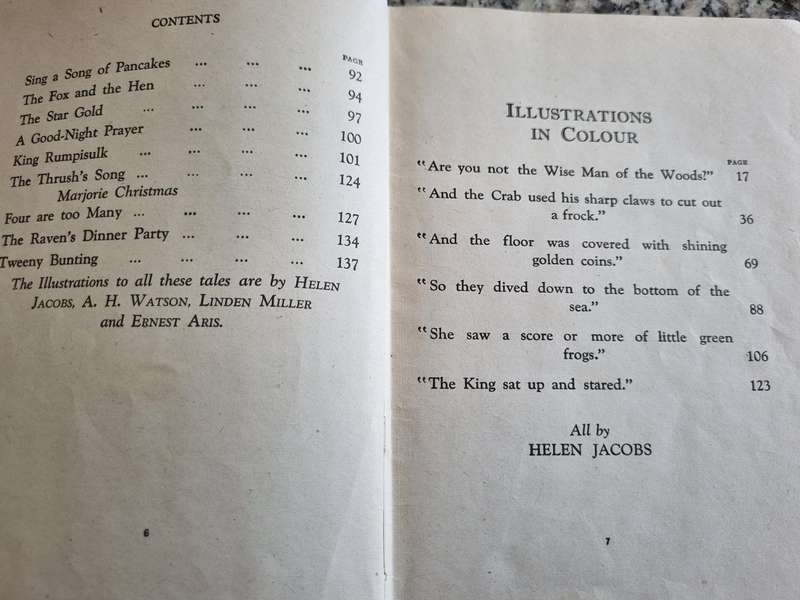 CONTENTS
PAGE
Sing a Song of Pancakes ... ... ... 92
The Fox and the Hen ... ... ... 94
The Star Gold ... ... ... 97
A Good-Night Prayer ... ... ... 100
King Rumpisulk ... ... ... 101
The Thrush's Song ... ... ... 124
Marjorie Christmas
Four are too Many ... ... ... ... 127
The Raven's Dinner Party ... ... ... 134
Tweeny Bunting ... ... ... ... 137
The Illustrations to all these tales are by HELEN
JACOBS, A. H. WATSON, LINDEN MILLER
and ERNEST ARIS.
6
ILLUSTRATIONS
IN COLOUR
PAGE
"Are you not the Wise Man of the Woods?" 17
"And the Crab used his sharp claws to cut out
a frock." 36
"And the floor was covered with shining
golden coins." 69
"So they dived down to the bottom of the
sea." 88
"She saw a score or more of little green
frogs." 106
"The King sat up and stared." 123
All by
HELEN JACOBS
7